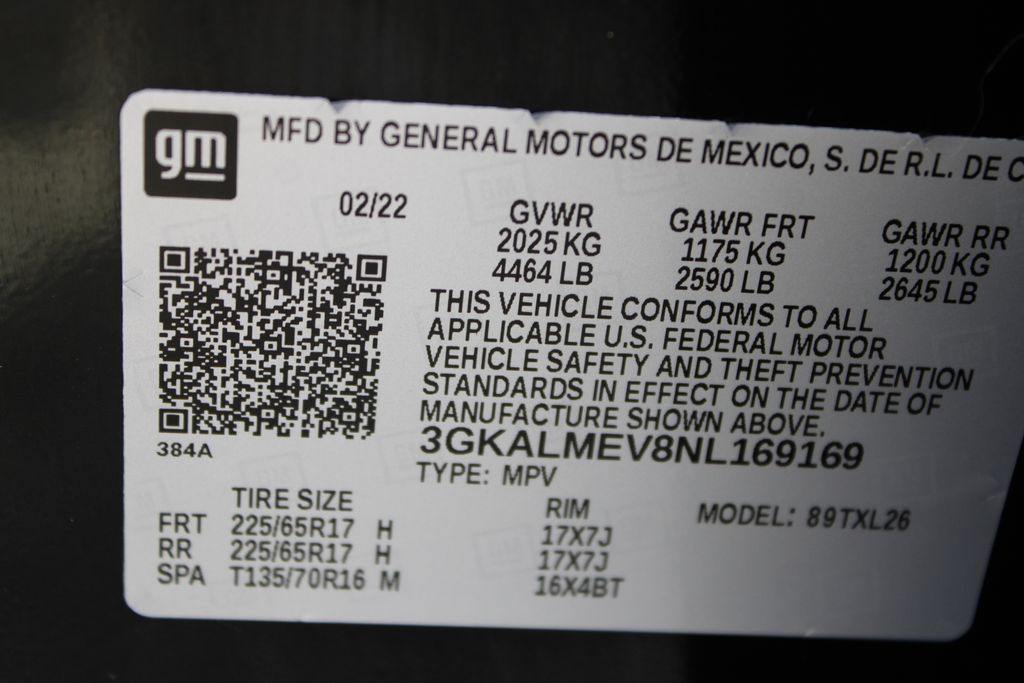 gm
MFD BY GENERAL MOTORS DE MEXICO, S. DE R.L. DE C
02/22
GVWR GAWR FRT GAWR RR
2025 KG 1175 KG 1200 KG
4464 LB 2590 LB 2645 LB
THIS VEHICLE CONFORMS TO ALL
APPLICABLE U.S. FEDERAL MOTOR
VEHICLE SAFETY AND THEFT PREVENTION
STANDARDS IN EFFECT ON THE DATE OF
MANUFACTURE SHOWN ABOVE.
3GKALMEV8NL169169
384A
TYPE: MPV
TIRE SIZE RIM MODEL: 89TXL26
FRT 225/65R17 H 17X7J
RR 225/65R17 H 17X7J
SPA T135/70R16 M 16X4BT